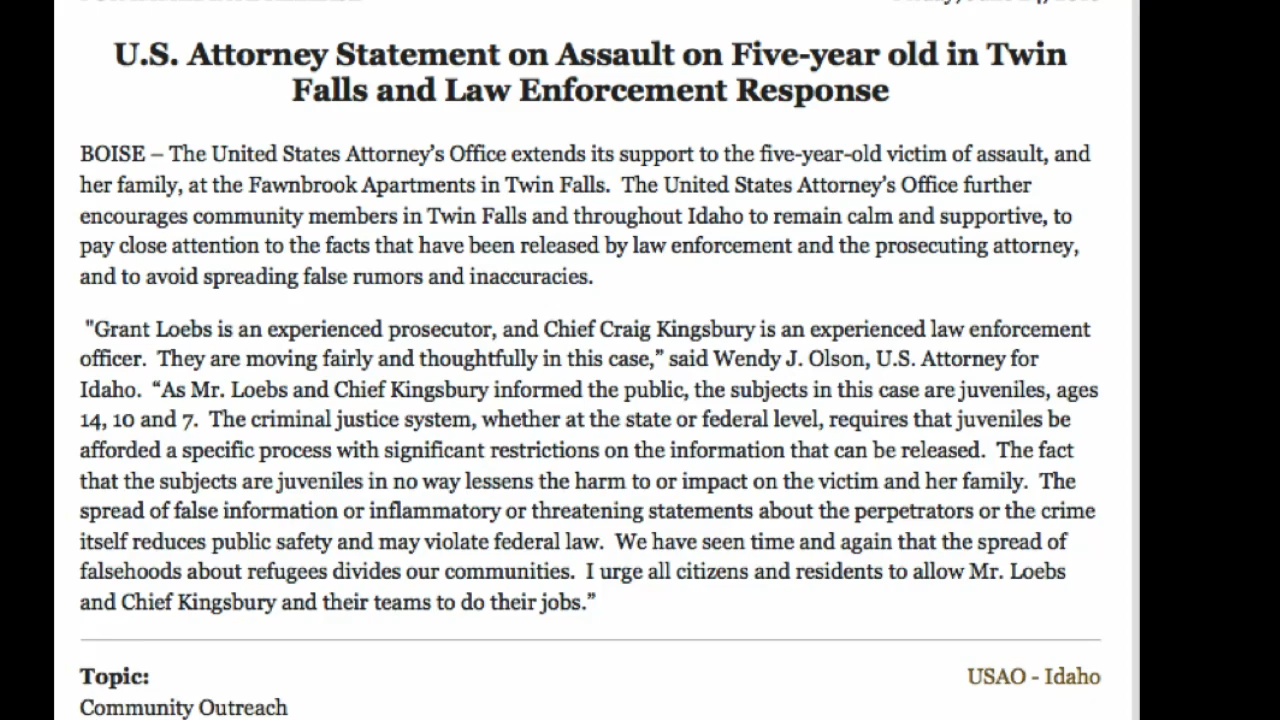 U.S. Attorney Statement on Assault on Five-year old in Twin
Falls and Law Enforcement Response
BOISE – The United States Attorney’s Office extends its support to the five-year-old victim of assault, and
her family, at the Fawnbrook Apartments in Twin Falls.  The United States Attorney’s Office further
encourages community members in Twin Falls and throughout Idaho to remain calm and supportive, to
pay close attention to the facts that have been released by law enforcement and the prosecuting attorney,
and to avoid spreading false rumors and inaccuracies.
"Grant Loebs is an experienced prosecutor, and Chief Craig Kingsbury is an experienced law enforcement
officer.  They are moving fairly and thoughtfully in this case,” said Wendy J. Olson, U.S. Attorney for
Idaho.  “As Mr. Loebs and Chief Kingsbury informed the public, the subjects in this case are juveniles, ages
14, 10 and 7.  The criminal justice system, whether at the state or federal level, requires that juveniles be
afforded a specific process with significant restrictions on the information that can be released.  The fact
that the subjects are juveniles in no way lessens the harm to or impact on the victim and her family.  The
spread of false information or inflammatory or threatening statements about the perpetrators or the crime
itself reduces public safety and may violate federal law.  We have seen time and again that the spread of
falsehoods about refugees divides our communities.  I urge all citizens and residents to allow Mr. Loebs
and Chief Kingsbury and their teams to do their jobs.”
Topic:
USAO - Idaho
Community Outreach